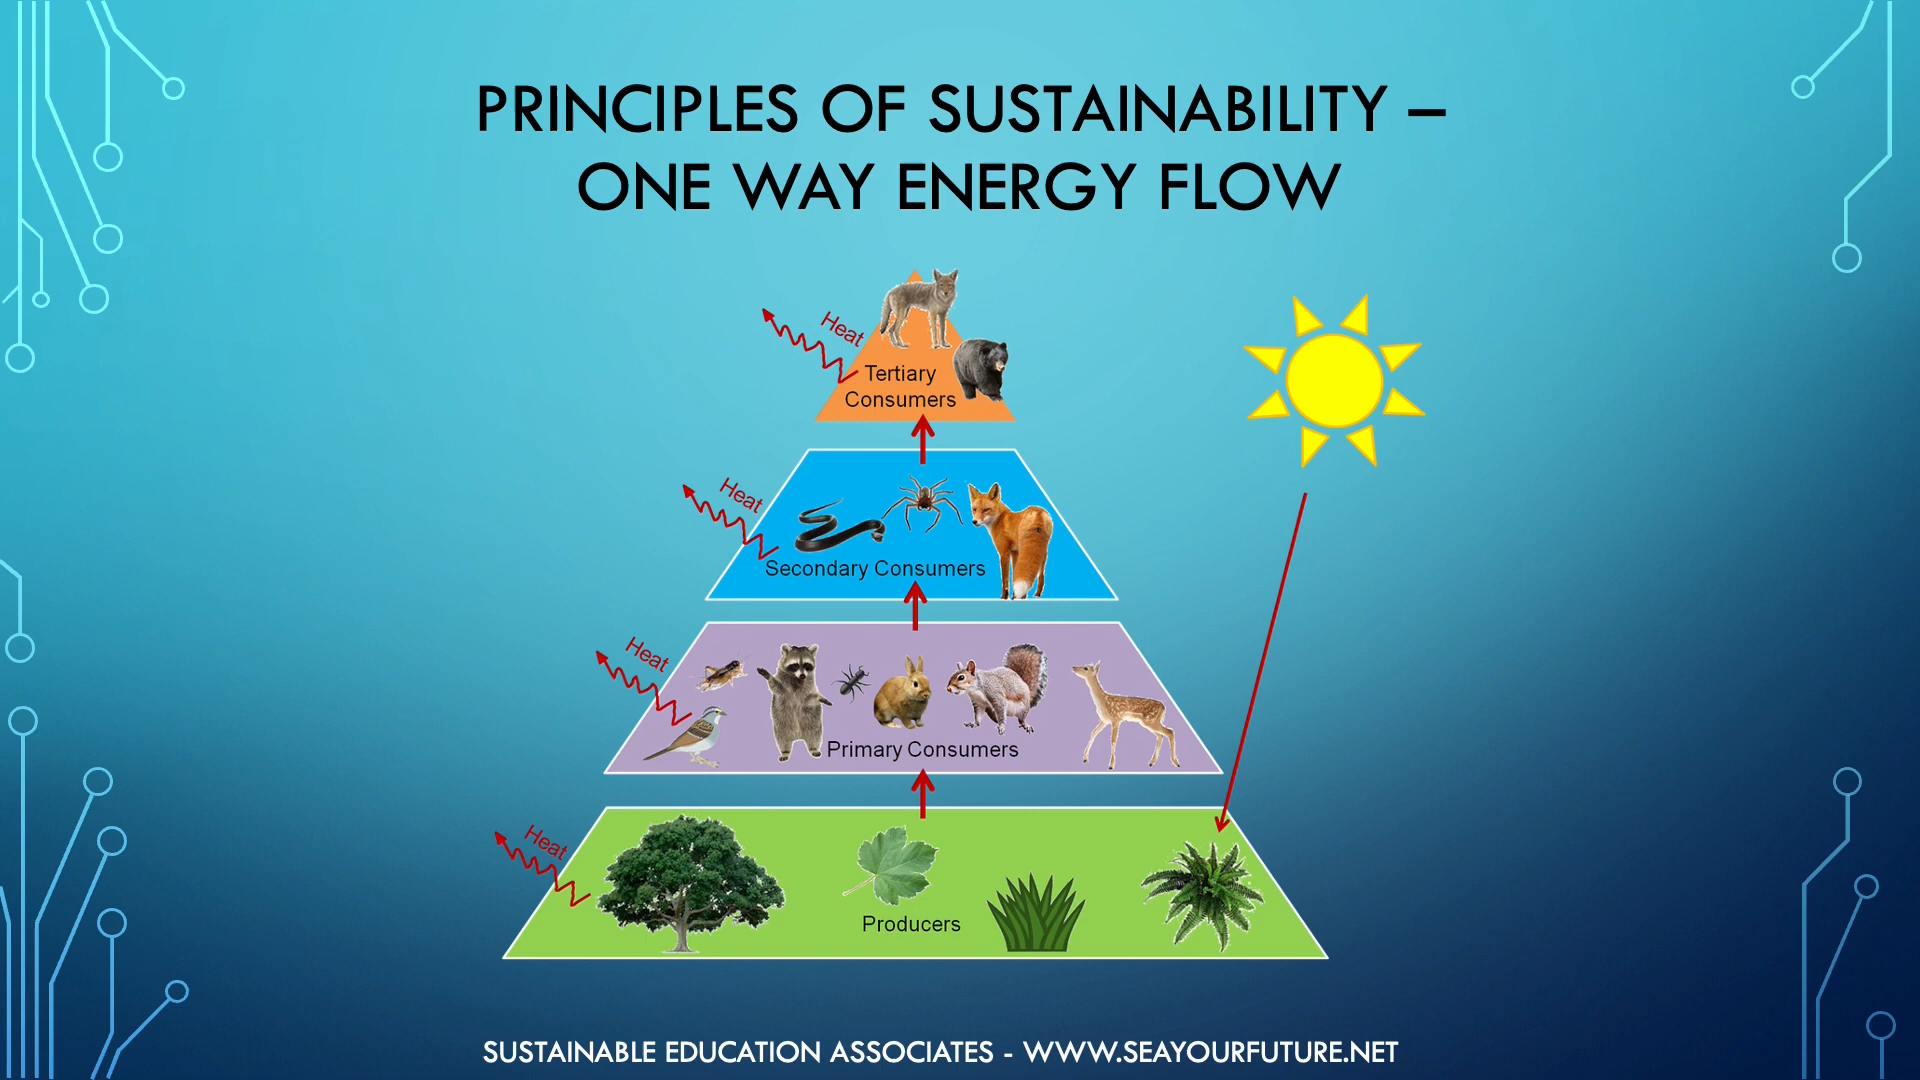 PRINCIPLES OF SUSTAINABILITY –
ONE WAY ENERGY FLOW
Heat
Tertiary
Consumers
Heat
Secondary Consumers
Heat
Primary Consumers
Heat
Producers
SUSTAINABLE EDUCATION ASSOCIATES - WWW.SEAYOURFUTURE.NET